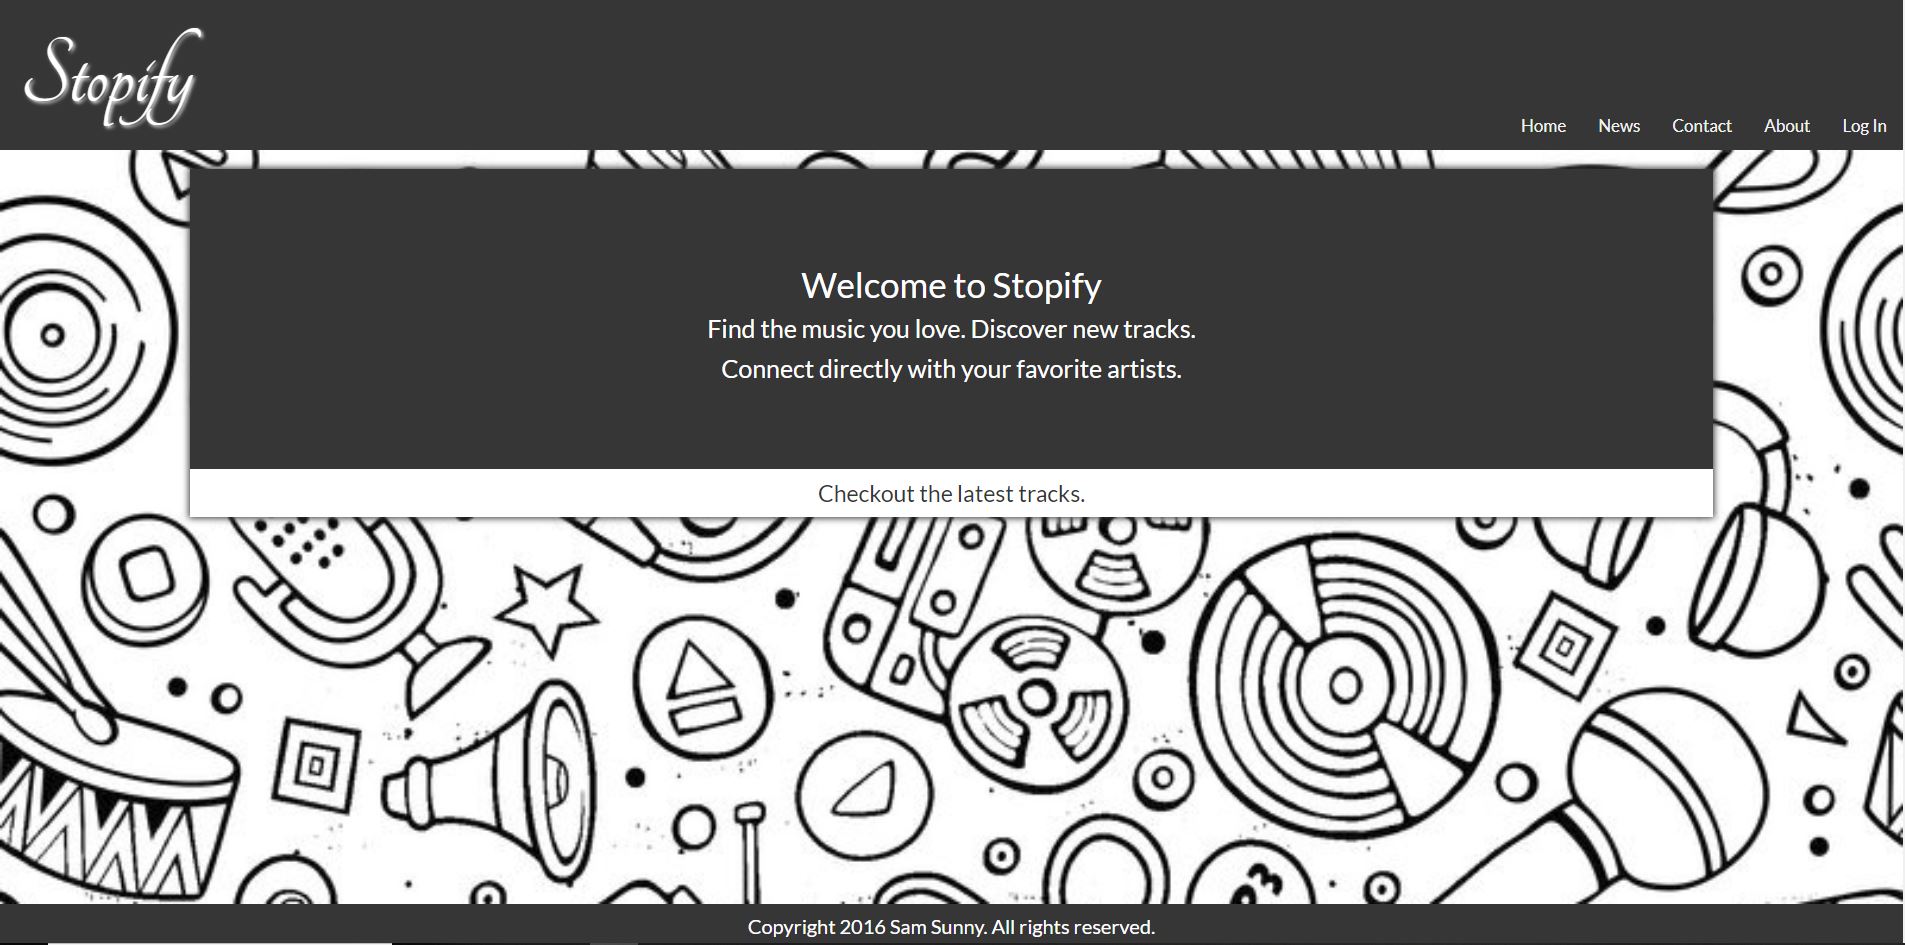 Stopify
Home News Contact About Log In
Welcome to Stopify
Find the music you love. Discover new tracks.
Connect directly with your favorite artists.
Checkout the latest tracks.
Copyright 2016 Sam Sunny. All rights reserved.